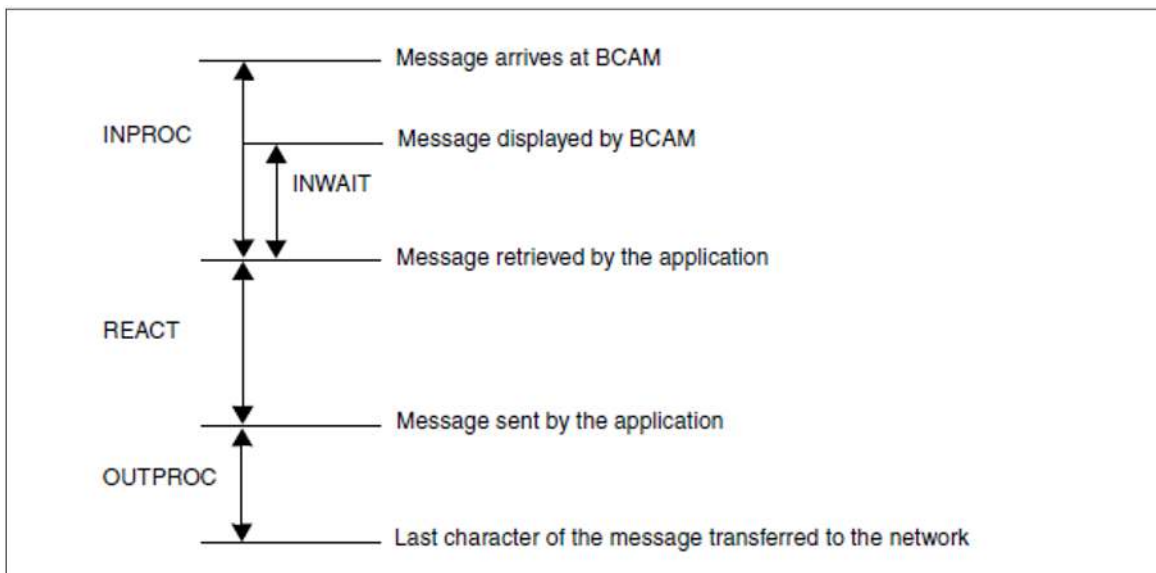 Message arrives at BCAM
INPROC
Message displayed by BCAM
INWAIT
Message retrieved by the application
REACT
Message sent by the application
OUTPROC
Last character of the message transferred to the network